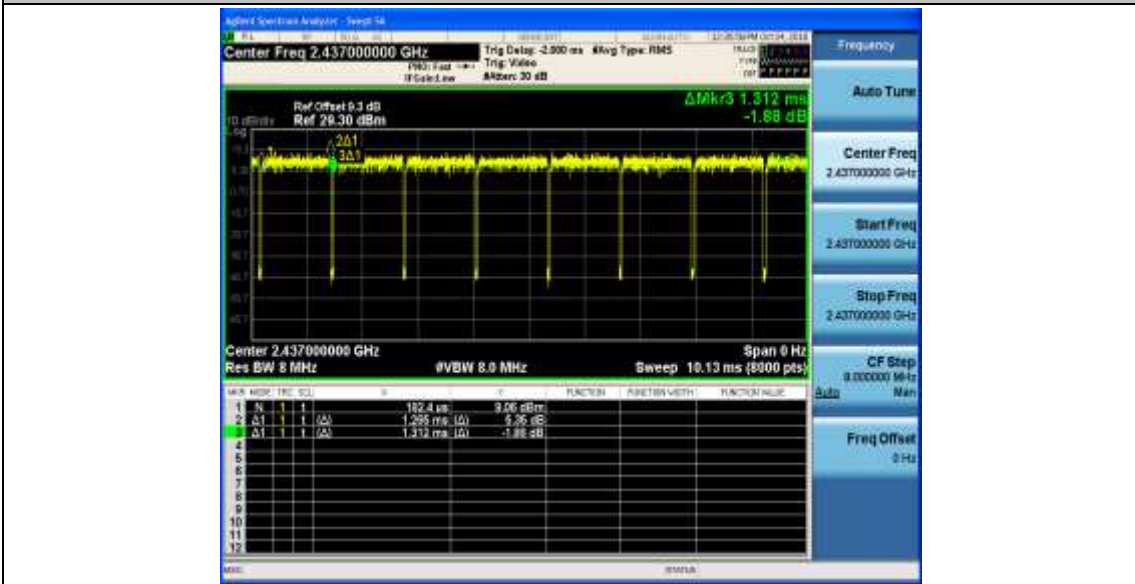 Agilent Spectrum Analyzer - Swept SA
Center Freq 2.437000000 GHz
PNO: Fast
IFGain:Low
Trig Delay: -2.000 ms
Trig: Video
#Atten: 30 dB
#Avg Type: RMS
TRACE
TYPE
DET P P P P P P
Frequency
Ref Offset 9.3 dB
Ref 29.30 dBm
10 dB/div
Log
ΔMkr3 1.312 ms
-1.88 dB
2Δ1
3Δ1
Center 2.437000000 GHz
Res BW 8 MHz
#VBW 8.0 MHz
Span 0 Hz
Sweep 10.13 ms (8000 pts)
MKR MODE TRC SCL X Y FUNCTION FUNCTION WIDTH FUNCTION VALUE
1 N 1 t 182.4 µs 9.06 dBm
2 Δ1 1 t (Δ) 1.295 ms (Δ) 5.35 dB
3 Δ1 1 t (Δ) 1.312 ms (Δ) -1.88 dB
4
5
6
7
8
9
10
11
12
MSG
STATUS
Auto Tune
Center Freq
2.437000000 GHz
Start Freq
2.437000000 GHz
Stop Freq
2.437000000 GHz
CF Step
8.000000 MHz
Auto Man
Freq Offset
0 Hz